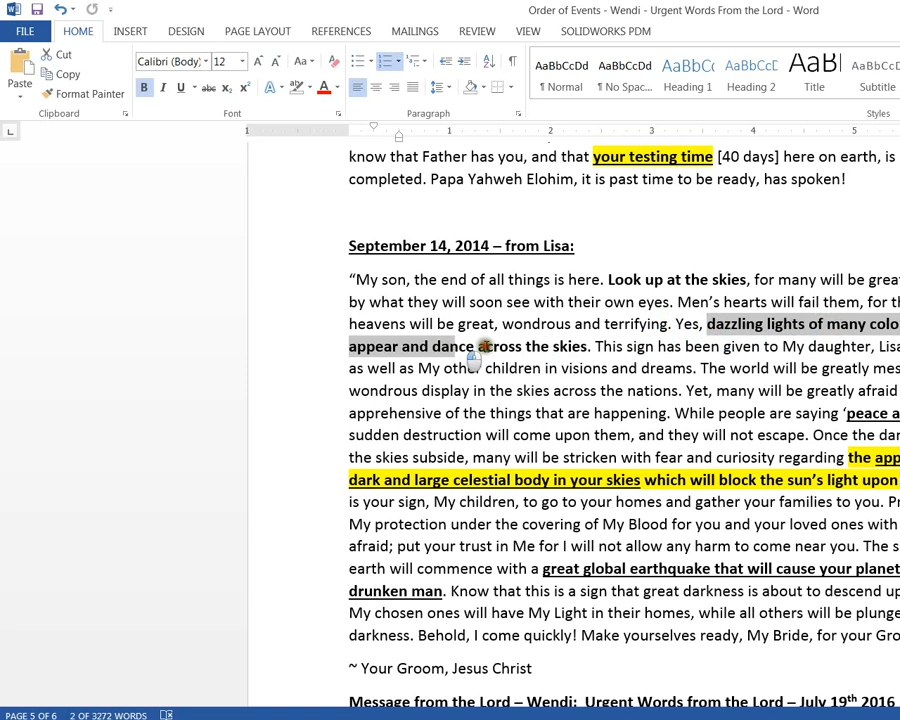 Order of Events - Wendi - Urgent Words From the Lord - Word
FILE HOME INSERT DESIGN PAGE LAYOUT REFERENCES MAILINGS REVIEW VIEW SOLIDWORKS PDM
Paste
Cut
Copy
Format Painter
Clipboard
Calibri (Body) 12
Font
Paragraph
AaBbCcDd AaBbCcDd AaBbC AaBbCcD AaB AaBbCcD
¶ Normal ¶ No Spac... Heading 1 Heading 2 Title Subtitle
Styles
1 1 2 3 4 5
know that Father has you, and that your testing time [40 days] here on earth, is
completed. Papa Yahweh Elohim, it is past time to be ready, has spoken!
September 14, 2014 – from Lisa:
“My son, the end of all things is here. Look up at the skies, for many will be
by what they will soon see with their own eyes. Men’s hearts will fail them, for
heavens will be great, wondrous and terrifying. Yes, dazzling lights of many
appear and dance across the skies. This sign has been given to My daughter,
as well as My children in visions and dreams. The world will be greatly
wondrous display in the skies across the nations. Yet, many will be greatly afraid
apprehensive of the things that are happening. While people are saying ‘peace
sudden destruction will come upon them, and they will not escape. Once the
the skies subside, many will be stricken with fear and curiosity regarding the
dark and large celestial body in your skies which will block the sun’s light upon
is your sign, My children, to go to your homes and gather your families to you.
My protection under the covering of My Blood for you and your loved ones with
afraid; put your trust in Me for I will not allow any harm to come near you. The
earth will commence with a great global earthquake that will cause your planet
drunken man. Know that this is a sign that great darkness is about to descend
My chosen ones will have My Light in their homes, while all others will be
darkness. Behold, I come quickly! Make yourselves ready, My Bride, for your
~ Your Groom, Jesus Christ
Message from the Lord – Wendi: Urgent Words from the Lord – July 19th 2016
PAGE 5 OF 6 2 OF 3272 WORDS